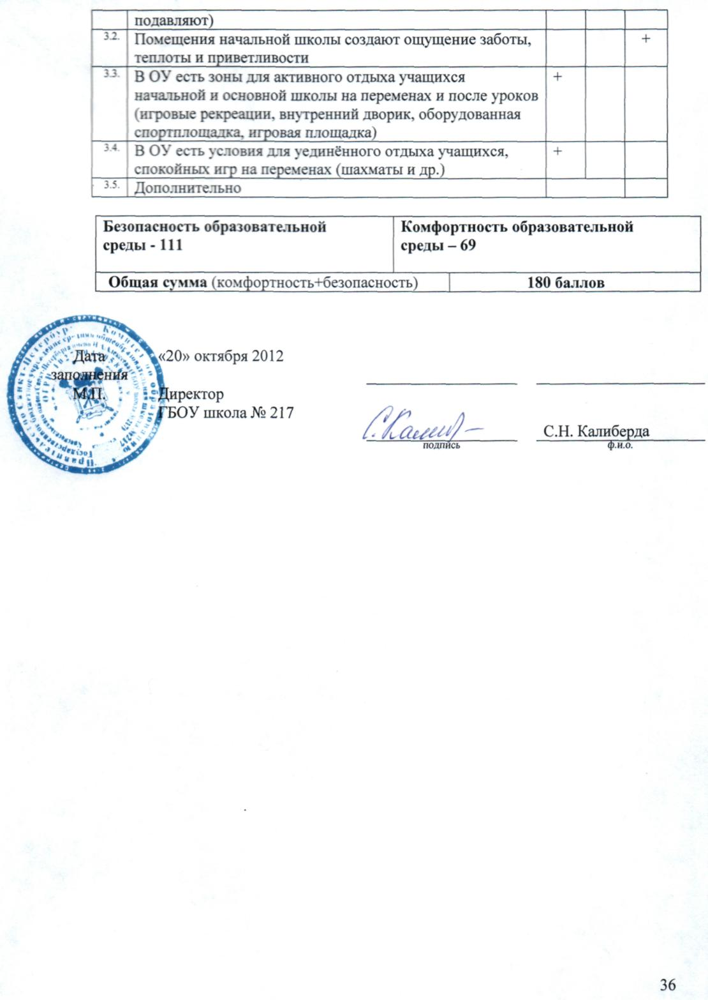 подавляют)
3.2. Помещения начальной школы создают ощущение заботы, +
теплоты и приветливости
3.3. В ОУ есть зоны для активного отдыха учащихся +
начальной и основной школы на переменах и после уроков
(игровые рекреации, внутренний дворик, оборудованная
спортплощадка, игровая площадка)
3.4. В ОУ есть условия для уединённого отдыха учащихся, +
спокойных игр на переменах (шахматы и др.)
3.5. Дополнительно
Безопасность образовательной
среды - 111
Комфортность образовательной
среды – 69
Общая сумма (комфортность+безопасность) 180 баллов
Дата «20» октября 2012
заполнения
М.П. Директор
ГБОУ школа № 217
С.Н. Калиберда
подпись ф.и.о.
Комитет по образованию
36